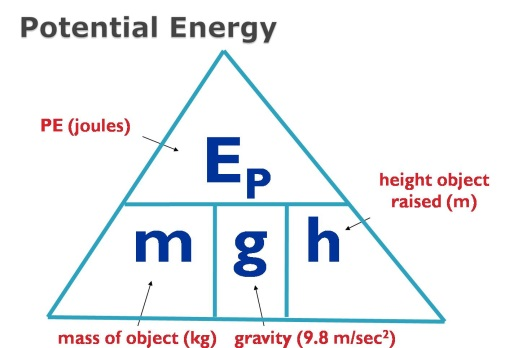 Potential Energy
PE (joules)
Eₚ
height object
raised (m)
m g h
mass of object (kg) gravity (9.8 m/sec²)